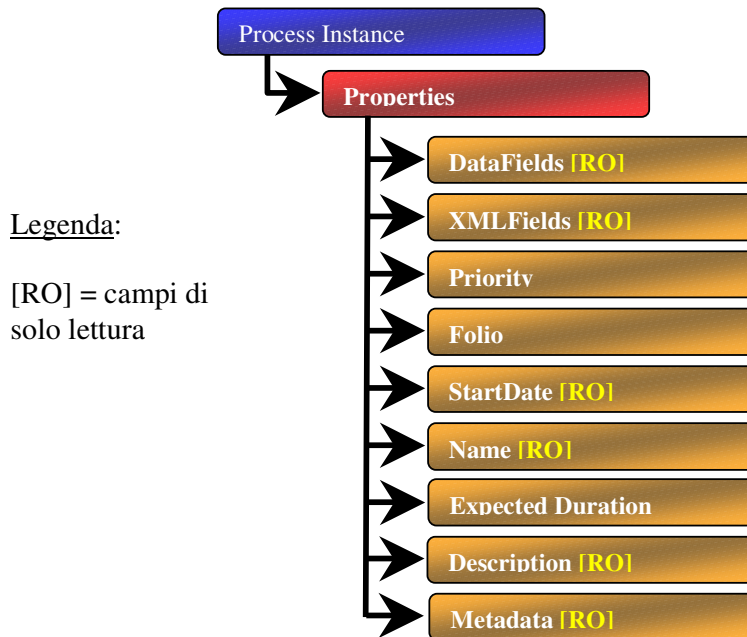 Process Instance
Properties
DataFields [RO]
XMLFields [RO]
Legenda:
[RO] = campi di
solo lettura
Priority
Folio
StartDate [RO]
Name [RO]
Expected Duration
Description [RO]
Metadata [RO]